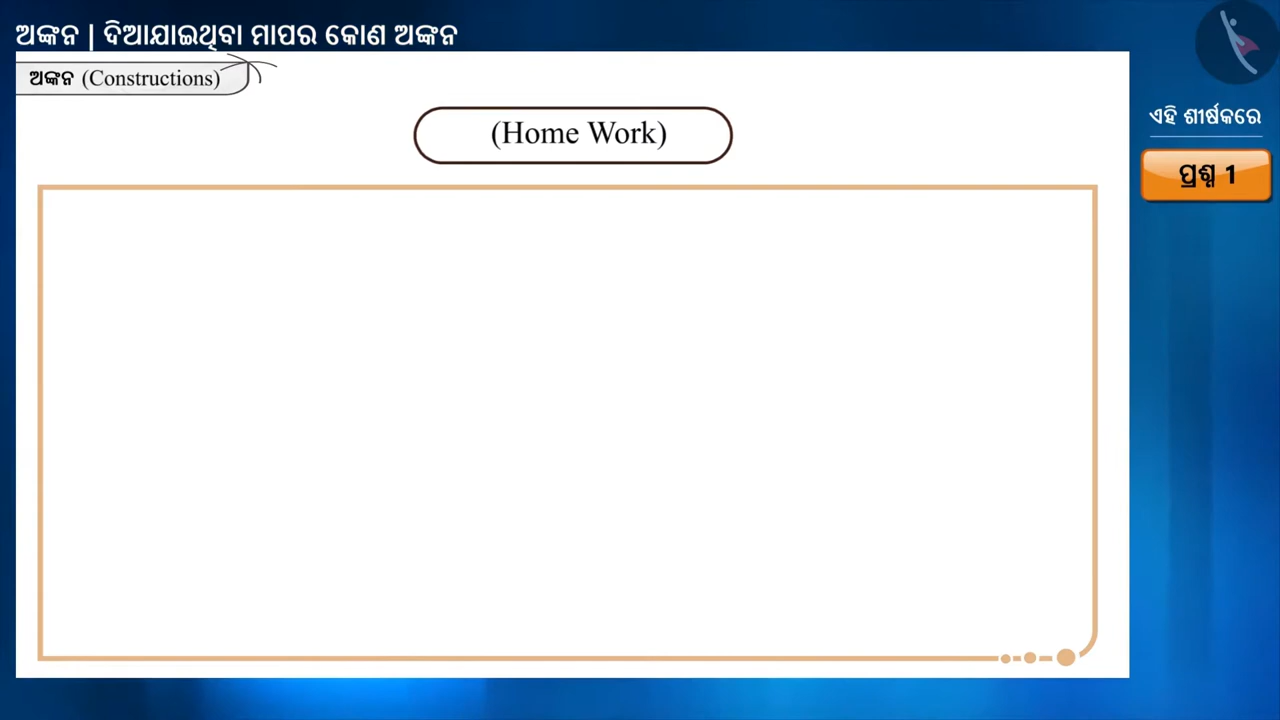 ଅଙ୍କନ | ଦିଆଯାଇଥିବା ମାପର କୋଣ ଅଙ୍କନ
ଅଙ୍କନ (Constructions)
(Home Work)
ଏହି ଶୀର୍ଷକରେ
ପ୍ରଶ୍ନ 1